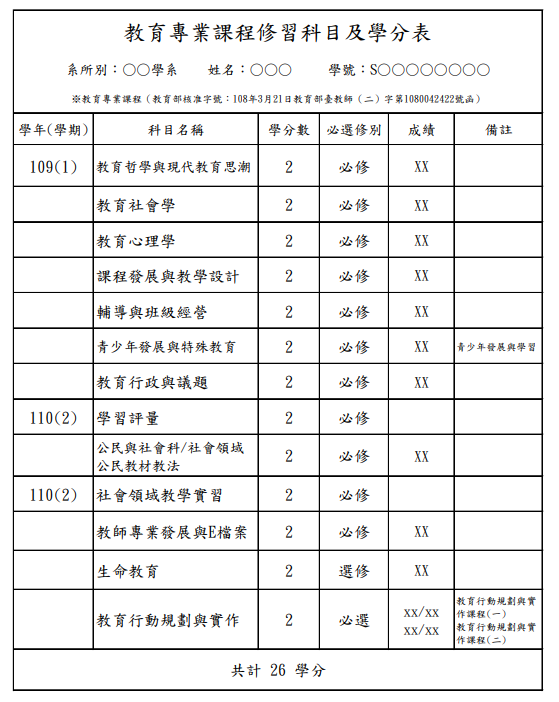 教育專業課程修習科目及學分表
系所別：○○學系 姓名：○○○ 學號：S○○○○○○○○
※教育專業課程（教育部核准字號：108年3月21日教育部臺教師（二）字第1080042422號函）
學年(學期) 科目名稱 學分數 必選修別 成績 備註
109(1) 教育哲學與現代教育思潮 2 必修 XX
教育社會學 2 必修 XX
教育心理學 2 必修 XX
課程發展與教學設計 2 必修 XX
輔導與班級經營 2 必修 XX
青少年發展與特殊教育 2 必修 XX 青少年發展與學習
教育行政與議題 2 必修 XX
110(2) 學習評量 2 必修
公民與社會科/社會領域
公民教材教法 2 必修 XX
110(2) 社會領域教學實習 2 必修
教師專業發展與E檔案 2 必修 XX
生命教育 2 選修 XX
教育行動規劃與實作 2 必選
xx/xx
xx/xx
教育行動規劃與實
作課程(一)
教育行動規劃與實
作課程(二)
共計 26 學分